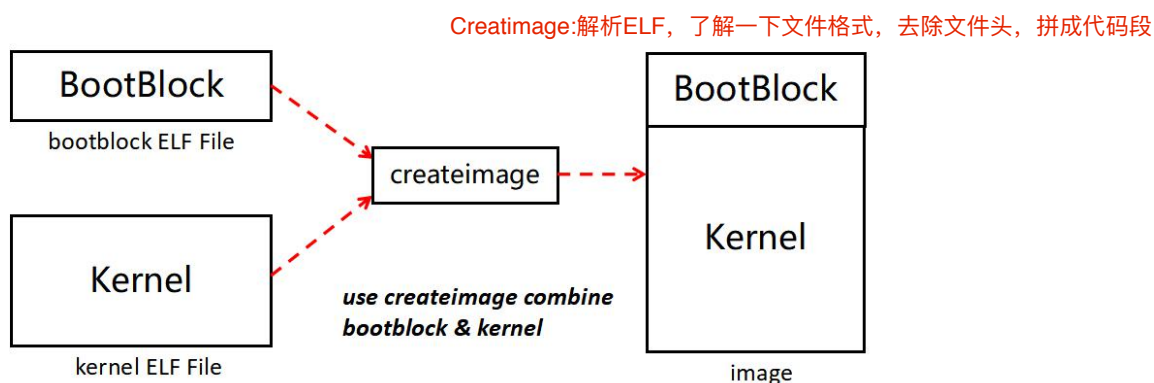 Creatimage:解析ELF，了解一下文件格式，去除文件头，拼成代码段
BootBlock
bootblock ELF File
Kernel
kernel ELF File
createimage
use createimage combine
bootblock & kernel
BootBlock
Kernel
image